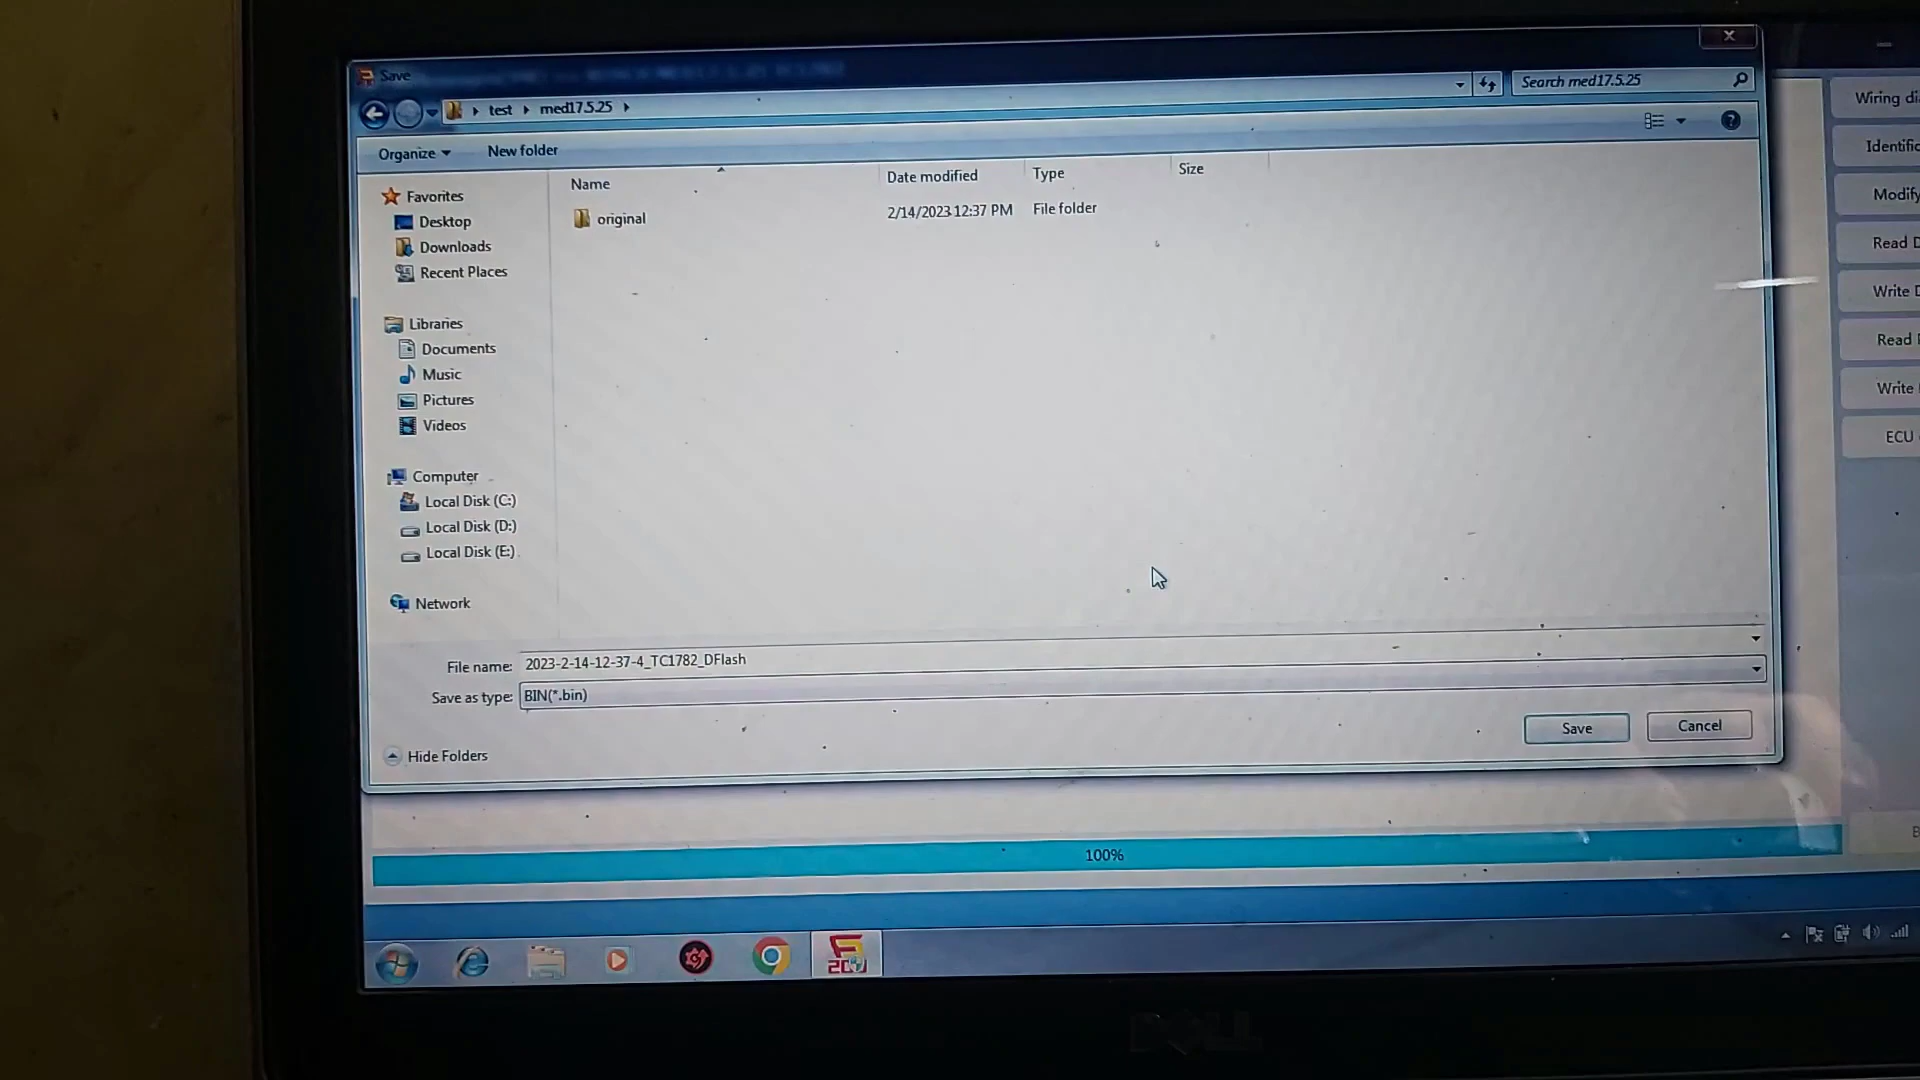 Save
test med17.5.25
Search med17.5.25
Organize
New folder
Name
Date modified
Type
Size
original
2/14/2023 12:37 PM
File folder
Favorites
Desktop
Downloads
Recent Places
Libraries
Documents
Music
Pictures
Videos
Computer
Local Disk (C:)
Local Disk (D:)
Local Disk (E:)
Network
File name: 2023-2-14-12-37-4_TC1782_DFlash
Save as type: BIN(*.bin)
Save
Cancel
Hide Folders
100%
Wiring di
Identific
Modify
Read D
Write D
Read
Write
ECU
DELL